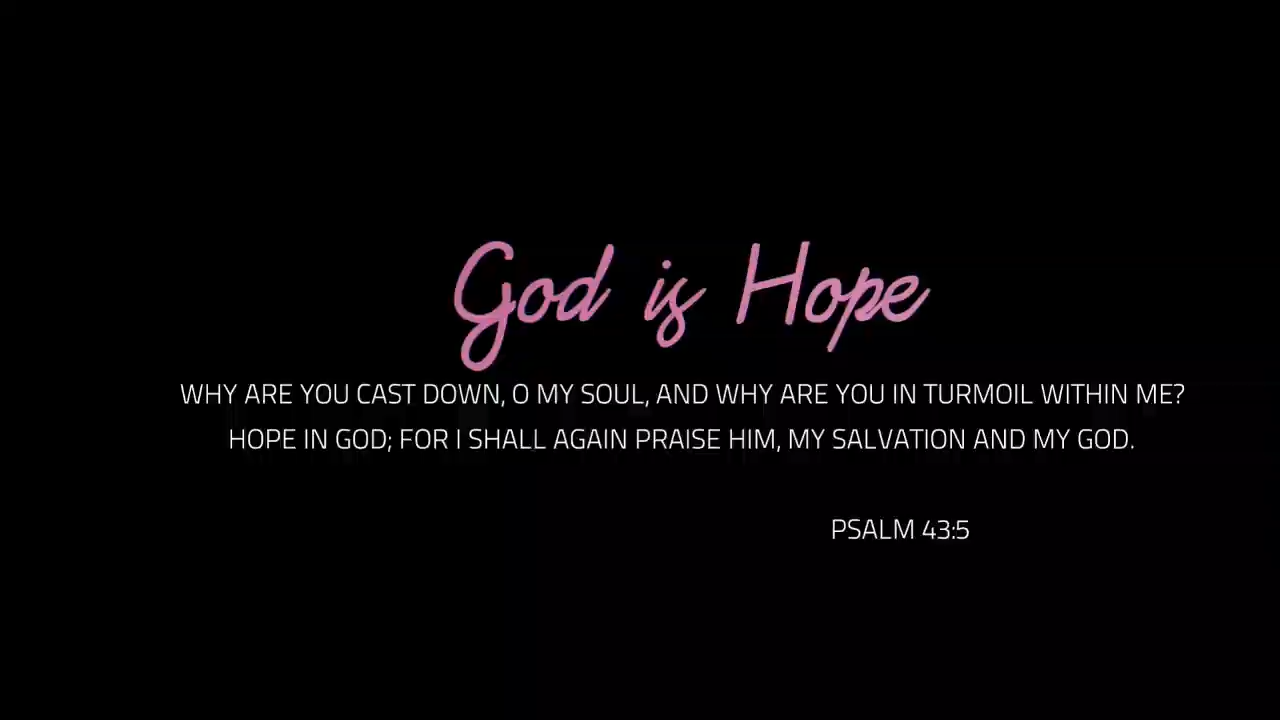 God is Hope
WHY ARE YOU CAST DOWN, O MY SOUL, AND WHY ARE YOU IN TURMOIL WITHIN ME?
HOPE IN GOD; FOR I SHALL AGAIN PRAISE HIM, MY SALVATION AND MY GOD.
PSALM 43:5